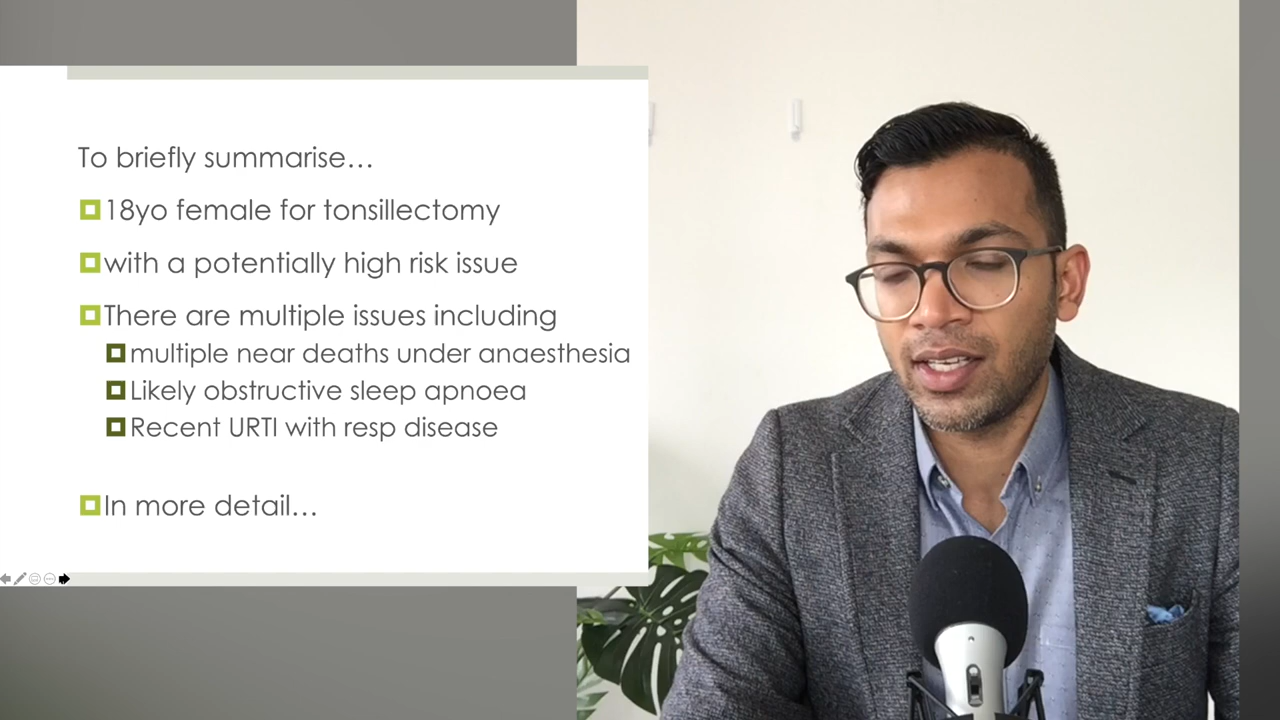 To briefly summarise…
18yo female for tonsillectomy
with a potentially high risk issue
There are multiple issues including
multiple near deaths under anaesthesia
Likely obstructive sleep apnoea
Recent URTI with resp disease
In more detail…